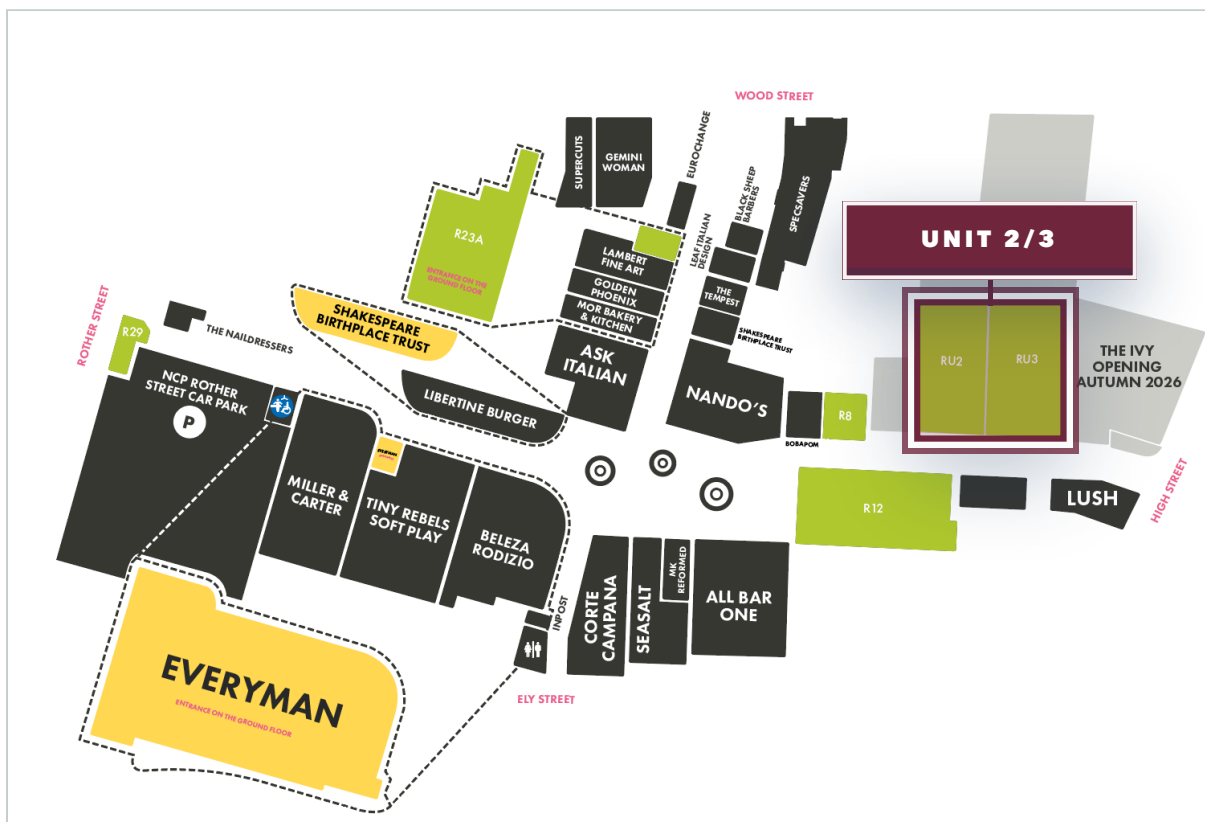 WOOD STREET
SUPERCUTS
GEMINI
WOMAN
EUROCHANGE
BLACK SHEEP
BARBERS
SPECSAVERS
UNIT 2/3
R23A
ENTRANCE ON THE
GROUND FLOOR
LAMBERT
FINE ART
GOLDEN
PHOENIX
MOR BAKERY
& KITCHEN
LEAF ITALIAN
DESIGN
THE
TEMPEST
SHAKESPEARE
BIRTHPLACE TRUST
ROTHER STREET
R29
THE NAILDRESSERS
SHAKESPEARE
BIRTHPLACE TRUST
ASK
ITALIAN
NANDO'S
BOBAPOM
R8
RU2
RU3
THE IVY
OPENING
AUTUMN 2026
NCP ROTHER
STREET CAR PARK
P
LIBERTINE BURGER
MILLER &
CARTER
TINY REBELS
SOFT PLAY
BELEZA
RODIZIO
R12
LUSH
HIGH STREET
INPOST
CORTE
CAMPANA
SEASALT
MK
REFORMED
ALL BAR
ONE
ELY STREET
EVERYMAN
ENTRANCE ON THE GROUND FLOOR